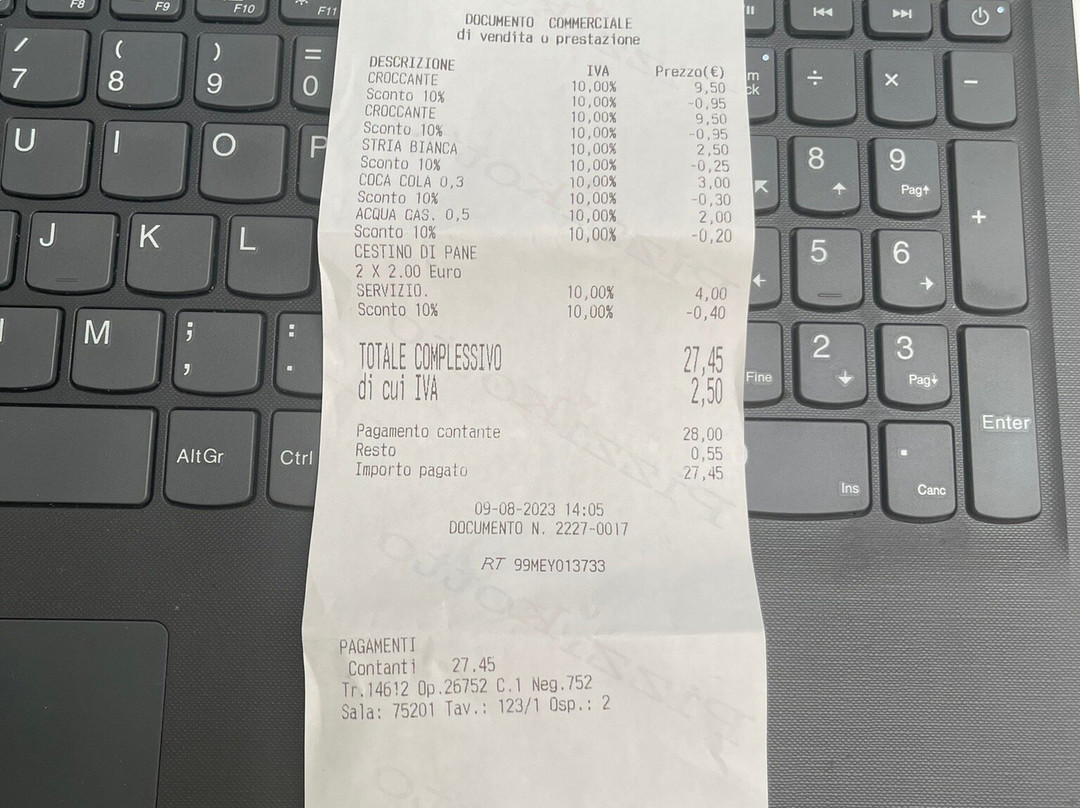 DOCUMENTO COMMERCIALE
di vendita o prestazione
DESCRIZIONE IVA Prezzo(€)
CROCCANTE 10,00% 9,50
Sconto 10% 10,00% -0,95
CROCCANTE 10,00% 9,50
Sconto 10% 10,00% -0,95
STRIA BIANCA 10,00% 2,50
Sconto 10% 10,00% -0,25
COCA COLA 0,3 10,00% 3,00
Sconto 10% 10,00% -0,30
ACQUA GAS. 0,5 10,00% 2,00
Sconto 10% 10,00% -0,20
CESTINO DI PANE
2 X 2.00 Euro
SERVIZIO. 10,00% 4,00
Sconto 10% 10,00% -0,40
TOTALE COMPLESSIVO 27,45
di cui IVA 2,50
Pagamento contante 28,00
Resto 0,55
Importo pagato 27,45
09-08-2023 14:05
DOCUMENTO N. 2227-0017
RT 99MEY013733
PAGAMENTI
Contanti 27.45
Tr.14612 Op.26752 C.1 Neg.752
Sala: 75201 Tav.: 123/1 Osp.: 2
F8 F9 F10 F11
/ ( ) =
7 8 9 0
÷ × −
U I O P
8 9
Pag
+
J K L
5 6
M ; :
, .
2 3
Fine Pag
Enter
AltGr Ctrl
Ins
. Canc